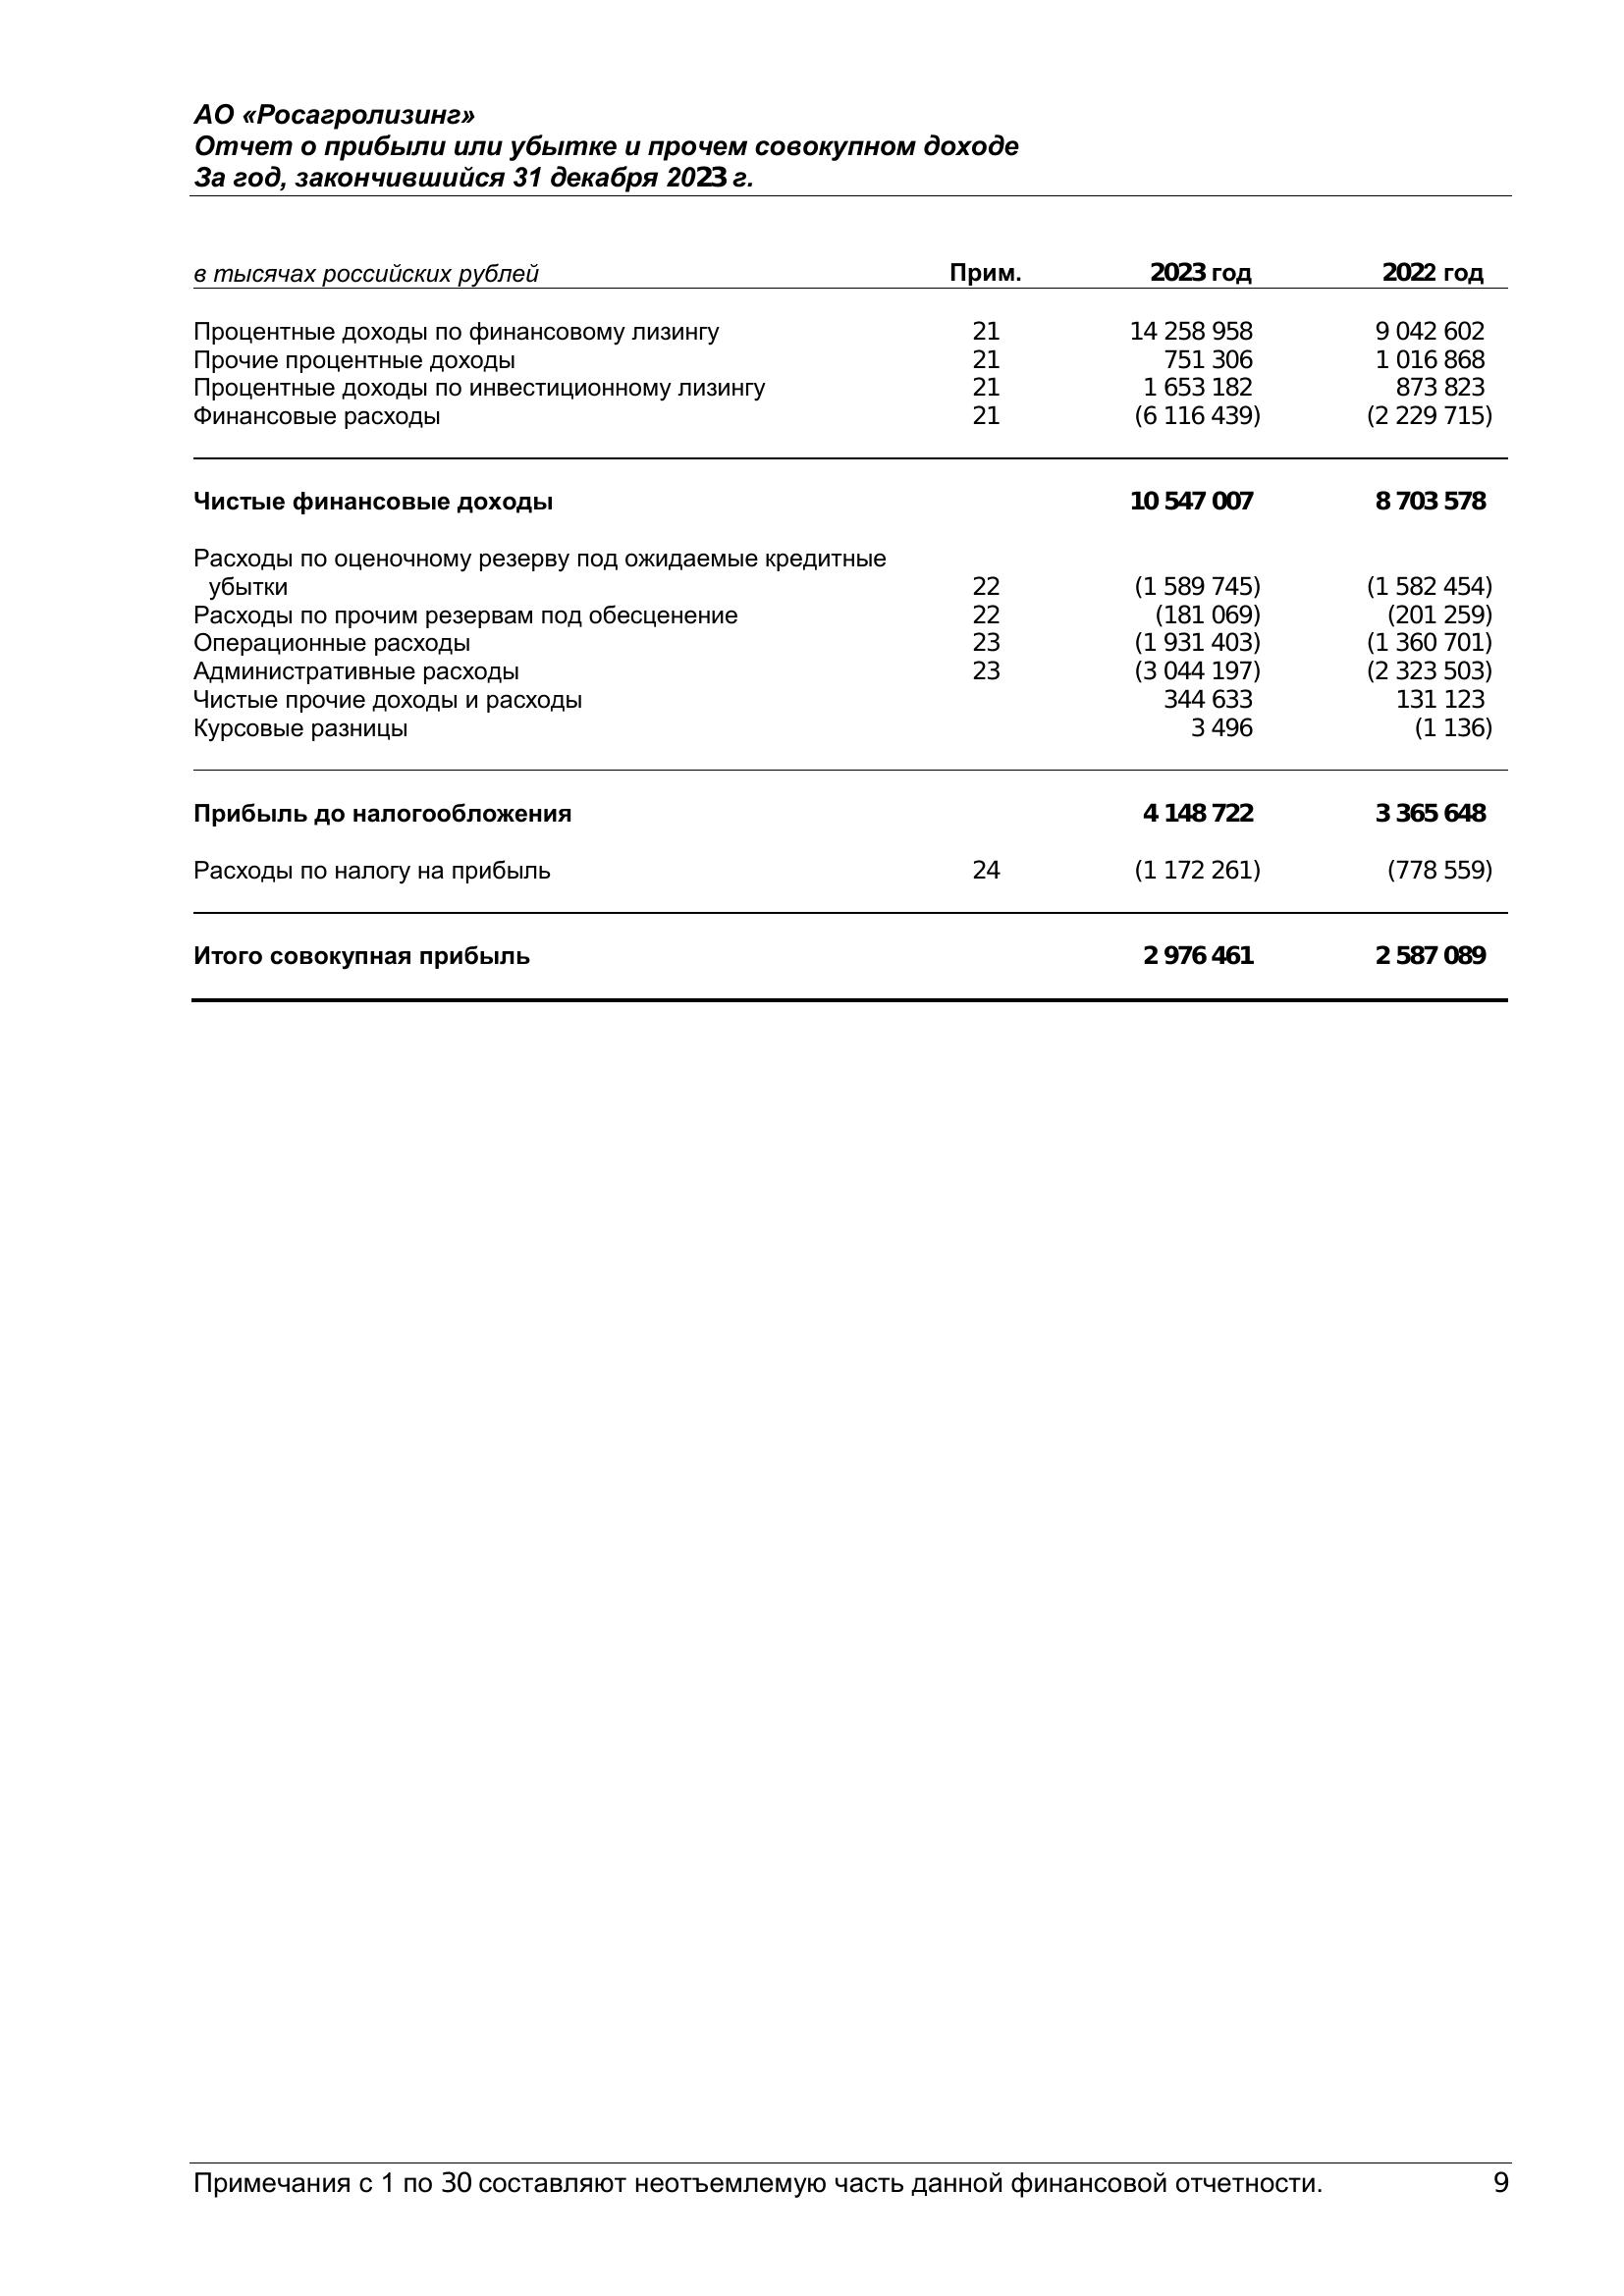 АО «Росагролизинг»
Отчет о прибыли или убытке и прочем совокупном доходе
За год, закончившийся 31 декабря 2023 г.
в тысячах российских рублей Прим. 2023 год 2022 год
Процентные доходы по финансовому лизингу 21 14 258 958 9 042 602
Прочие процентные доходы 21 751 306 1 016 868
Процентные доходы по инвестиционному лизингу 21 1 653 182 873 823
Финансовые расходы 21 (6 116 439) (2 229 715)
Чистые финансовые доходы 10 547 007 8 703 578
Расходы по оценочному резерву под ожидаемые кредитные
убытки 22 (1 589 745) (1 582 454)
Расходы по прочим резервам под обесценение 22 (181 069) (201 259)
Операционные расходы 23 (1 931 403) (1 360 701)
Административные расходы 23 (3 044 197) (2 323 503)
Чистые прочие доходы и расходы 344 633 131 123
Курсовые разницы 3 496 (1 136)
Прибыль до налогообложения 4 148 722 3 365 648
Расходы по налогу на прибыль 24 (1 172 261) (778 559)
Итого совокупная прибыль 2 976 461 2 587 089
Примечания с 1 по 30 составляют неотъемлемую часть данной финансовой отчетности. 9